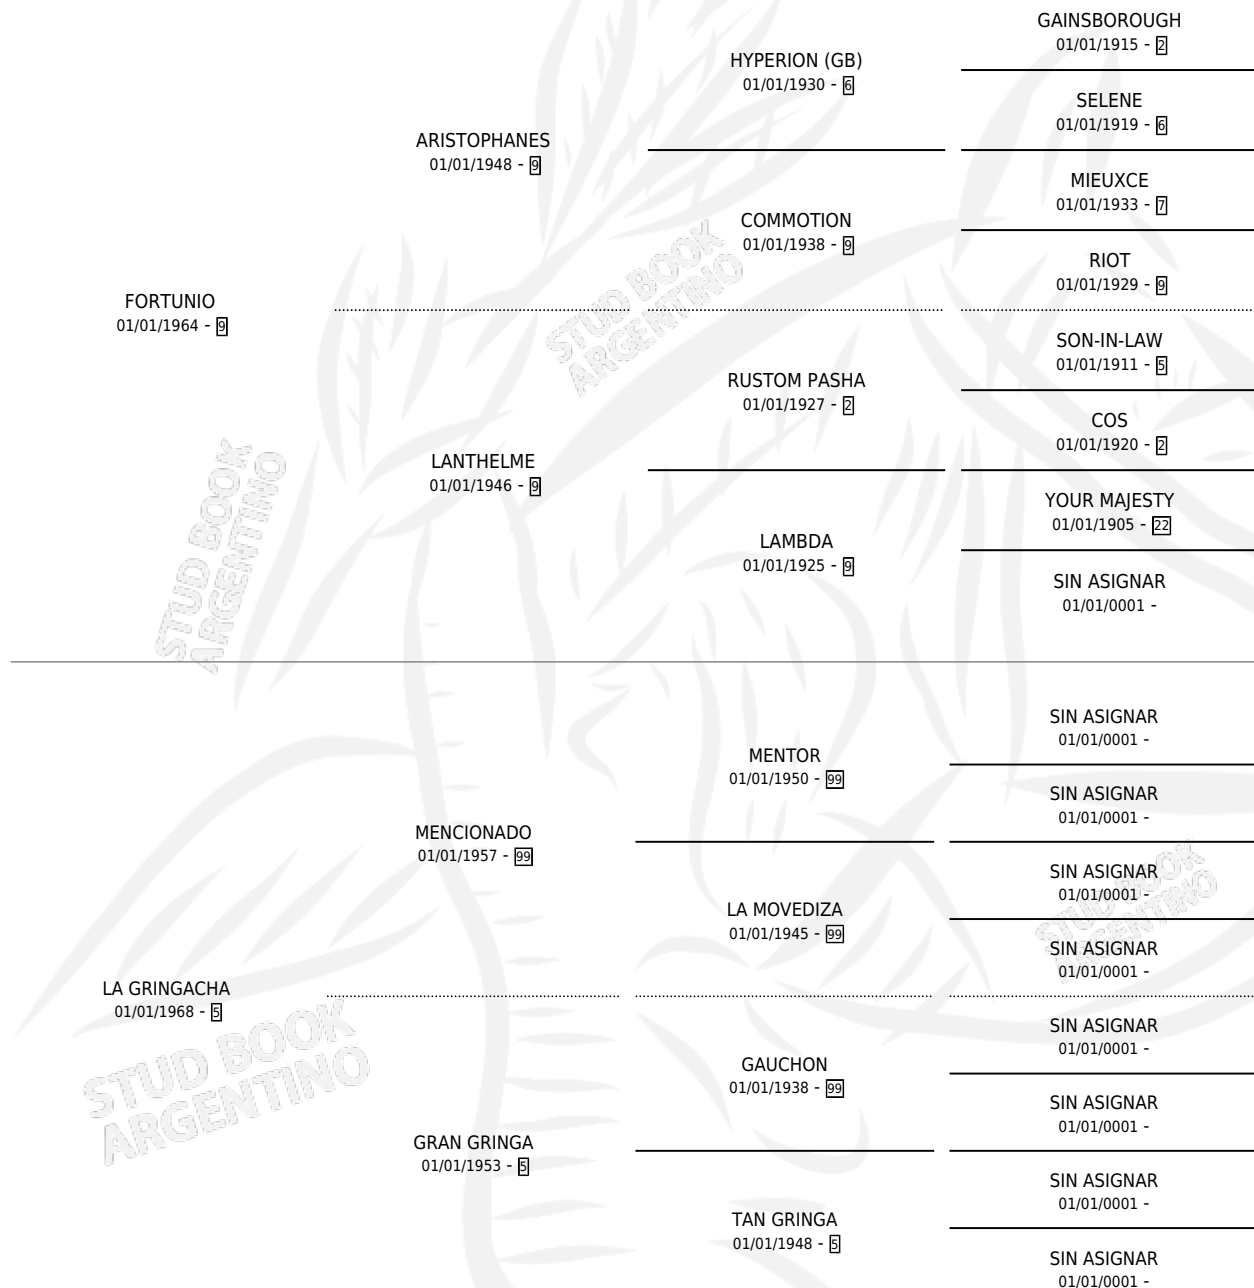 GAINSBOROUGH
01/01/1915 - 2
HYPERION (GB)
01/01/1930 - 6
SELENE
01/01/1919 - 6
ARISTOPHANES
01/01/1948 - 9
MIEUXCE
01/01/1933 - 7
COMMOTION
01/01/1938 - 9
RIOT
01/01/1929 - 9
FORTUNIO
01/01/1964 - 9
SON-IN-LAW
01/01/1911 - 5
RUSTOM PASHA
01/01/1927 - 2
COS
01/01/1920 - 2
LANTHELME
01/01/1946 - 9
YOUR MAJESTY
01/01/1905 - 22
LAMBDA
01/01/1925 - 9
SIN ASIGNAR
01/01/0001 -
SIN ASIGNAR
01/01/0001 -
MENTOR
01/01/1950 - 99
SIN ASIGNAR
01/01/0001 -
MENCIONADO
01/01/1957 - 99
SIN ASIGNAR
01/01/0001 -
LA MOVEDIZA
01/01/1945 - 99
SIN ASIGNAR
01/01/0001 -
LA GRINGACHA
01/01/1968 - 5
SIN ASIGNAR
01/01/0001 -
GAUCHON
01/01/1938 - 99
SIN ASIGNAR
01/01/0001 -
GRAN GRINGA
01/01/1953 - 5
SIN ASIGNAR
01/01/0001 -
TAN GRINGA
01/01/1948 - 5
SIN ASIGNAR
01/01/0001 -
STUD BOOK
ARGENTINO
STUD BOOK
ARGENTINO
STUD BOOK
ARGENTINO
STUD BOOK
ARGENTINO